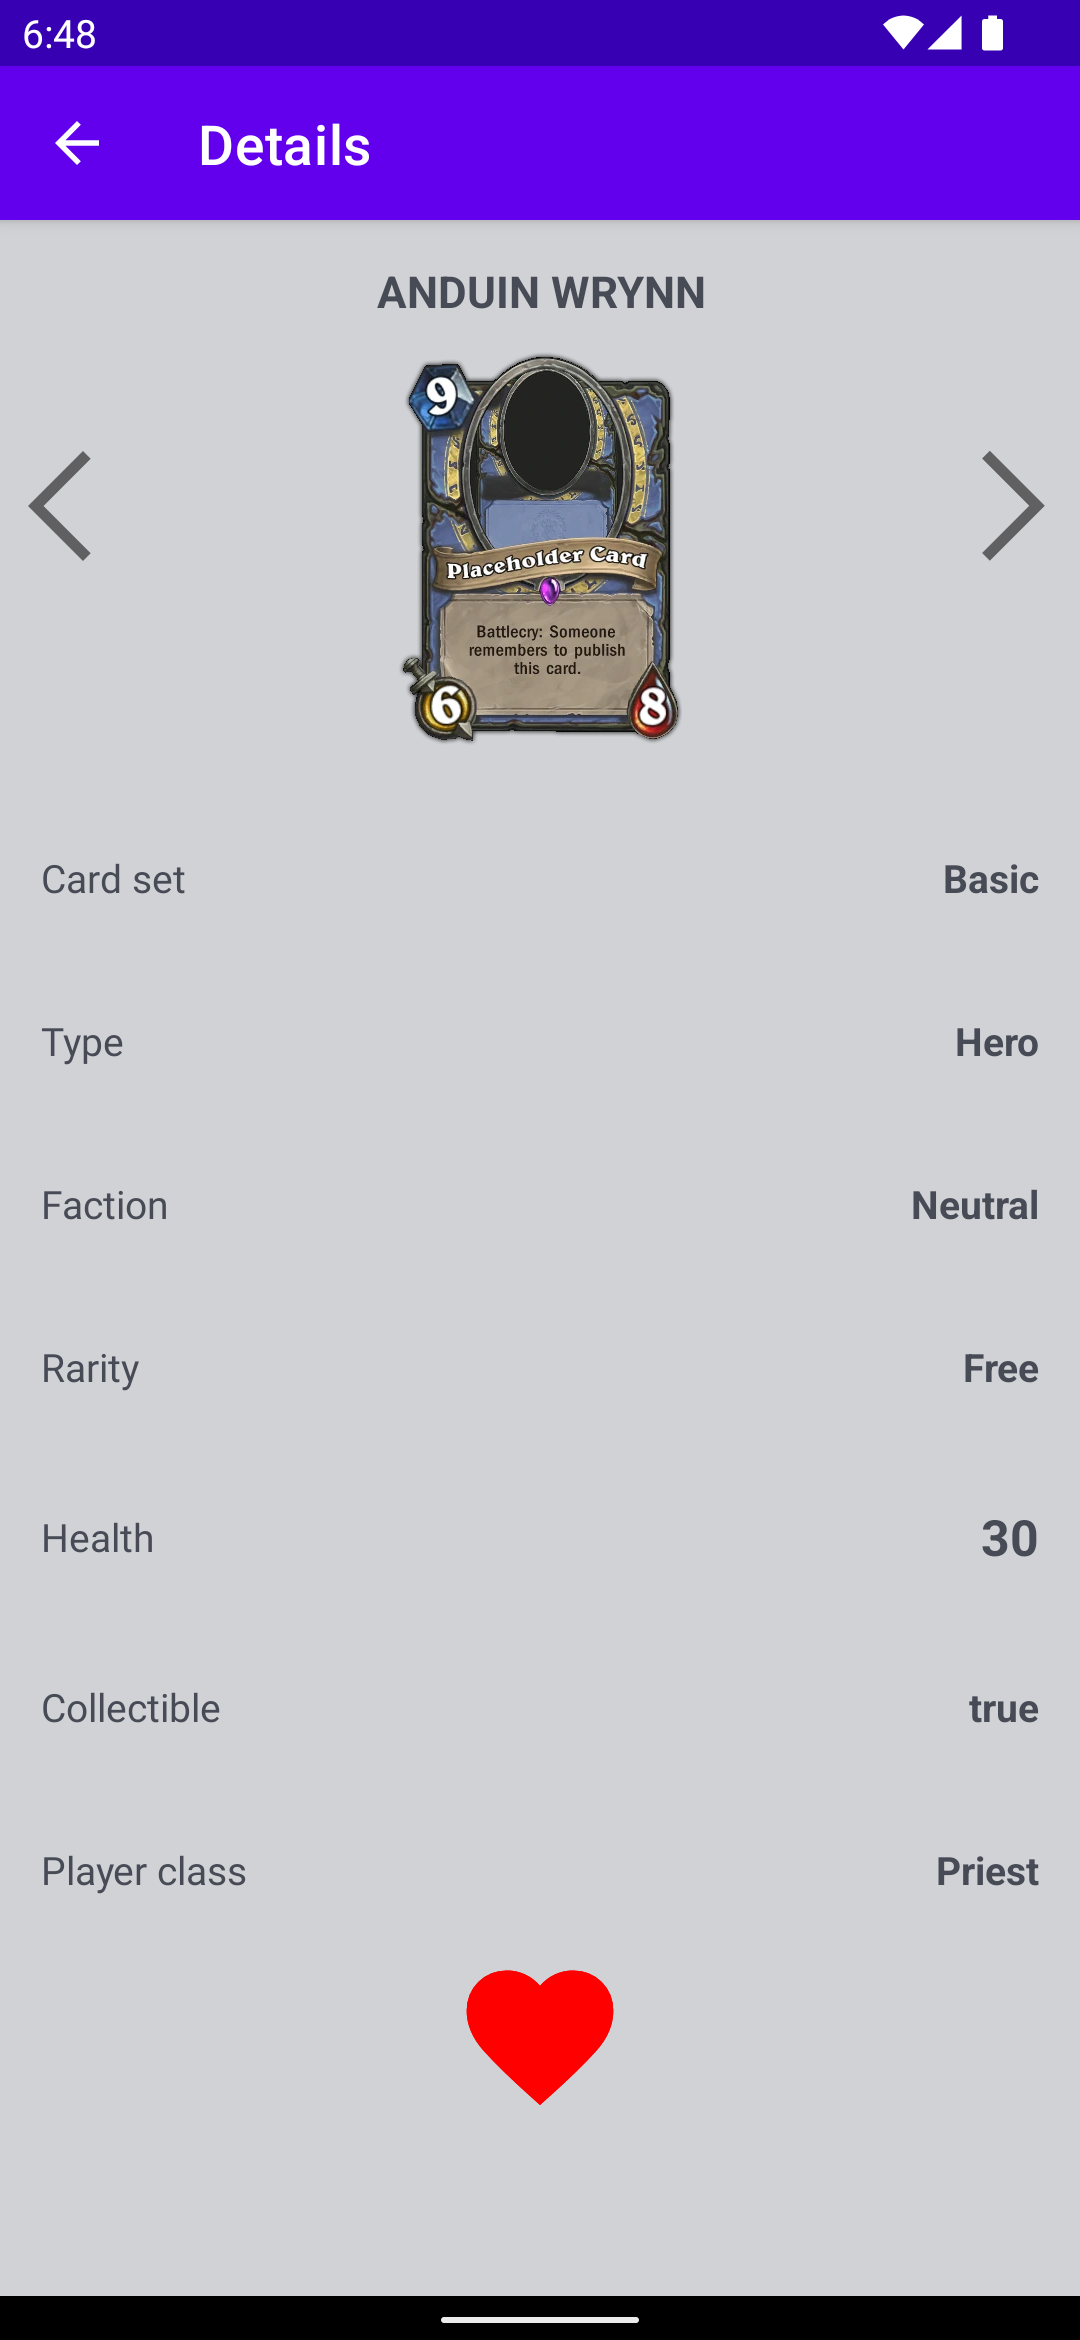 6:48
Details
ANDUIN WRYNN
9
Placeholder Card
Battlecry: Someone
remembers to publish
this card.
6
8
Card set Basic
Type Hero
Faction Neutral
Rarity Free
Health 30
Collectible true
Player class Priest